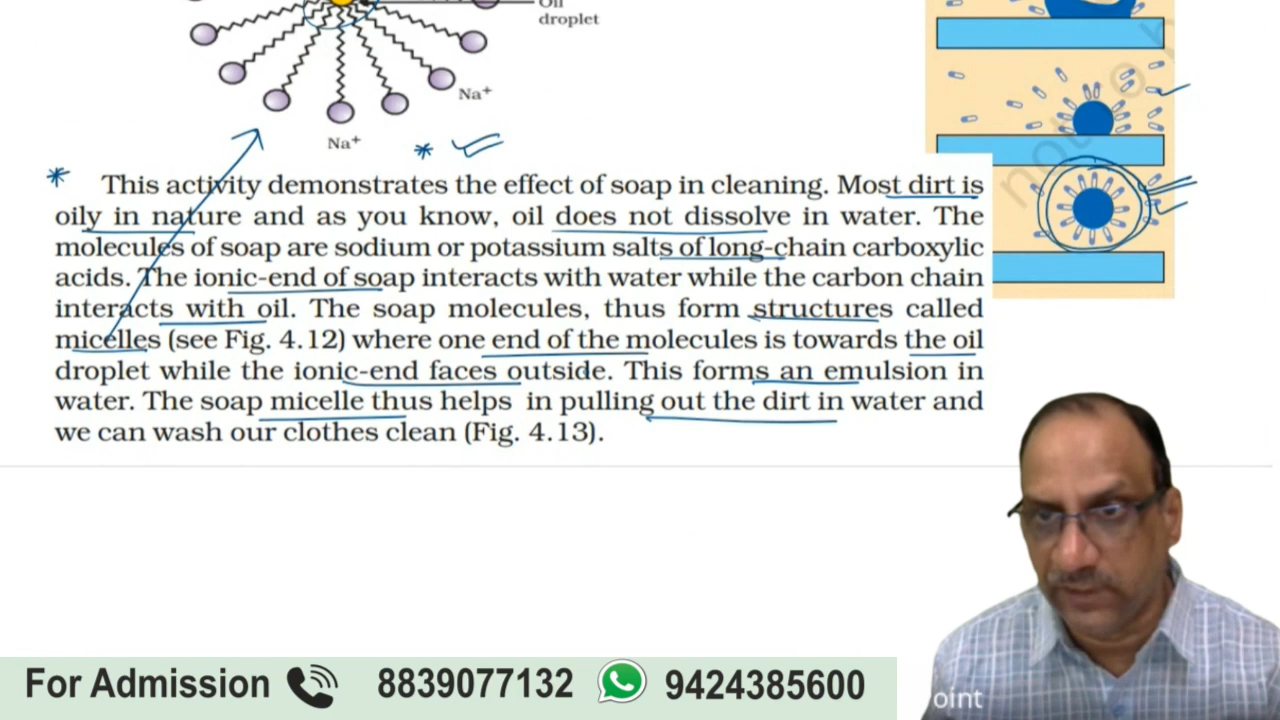 Oil
droplet
Na+
Na+
This activity demonstrates the effect of soap in cleaning. Most dirt is
oily in nature and as you know, oil does not dissolve in water. The
molecules of soap are sodium or potassium salts of long-chain carboxylic
acids. The ionic-end of soap interacts with water while the carbon chain
interacts with oil. The soap molecules, thus form structures called
micelles (see Fig. 4.12) where one end of the molecules is towards the oil
droplet while the ionic-end faces outside. This forms an emulsion in
water. The soap micelle thus helps in pulling out the dirt in water and
we can wash our clothes clean (Fig. 4.13).
not o
For Admission 8839077132 9424385600
oint